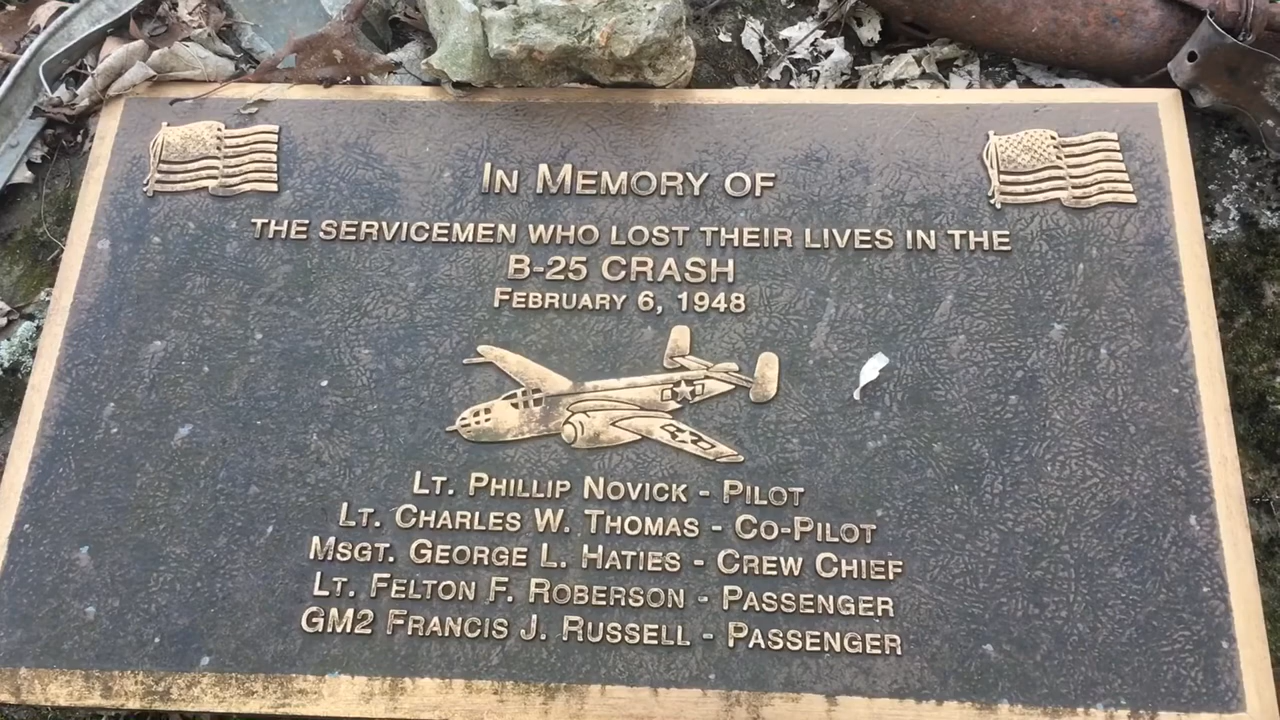 In Memory of
THE SERVICEMEN WHO LOST THEIR LIVES IN THE
B-25 CRASH
February 6, 1948
Lt. Phillip Novick - Pilot
Lt. Charles W. Thomas - Co-Pilot
Msgt. George L. Haties - Crew Chief
Lt. Felton F. Roberson - Passenger
GM2 Francis J. Russell - Passenger